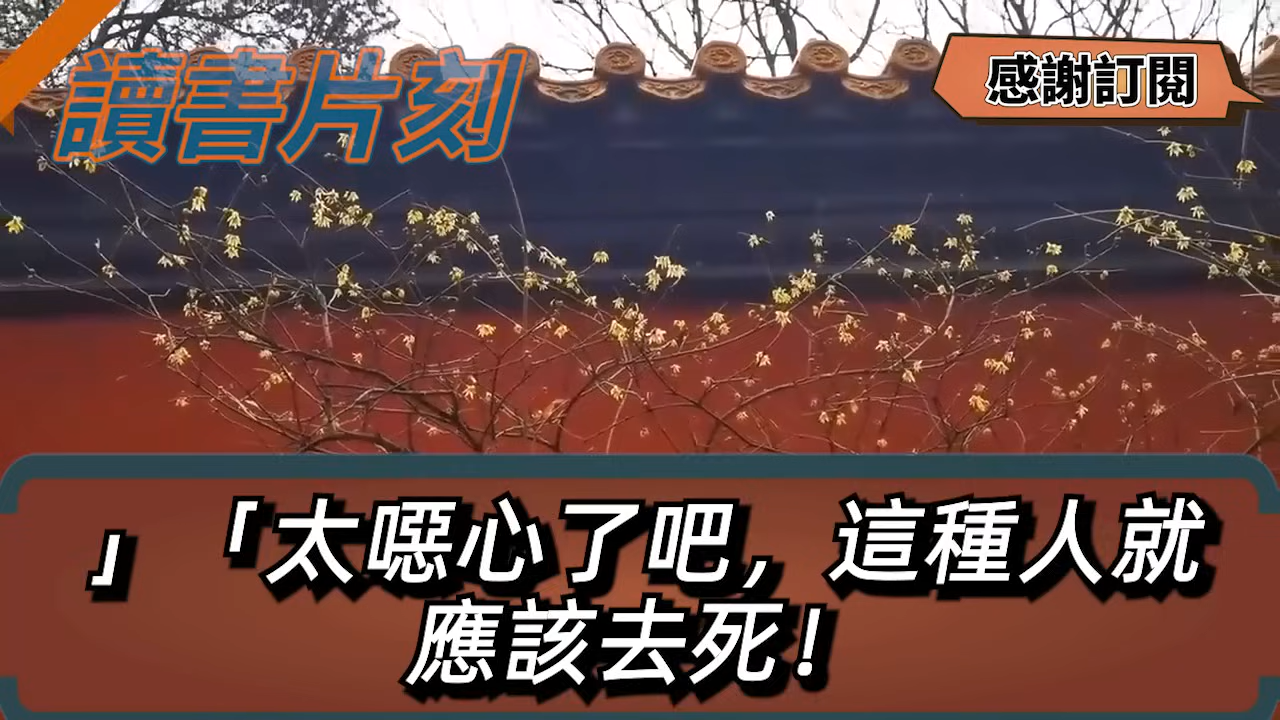 讀書片刻
感謝訂閱
」「太噁心了吧，這種人就
應該去死！